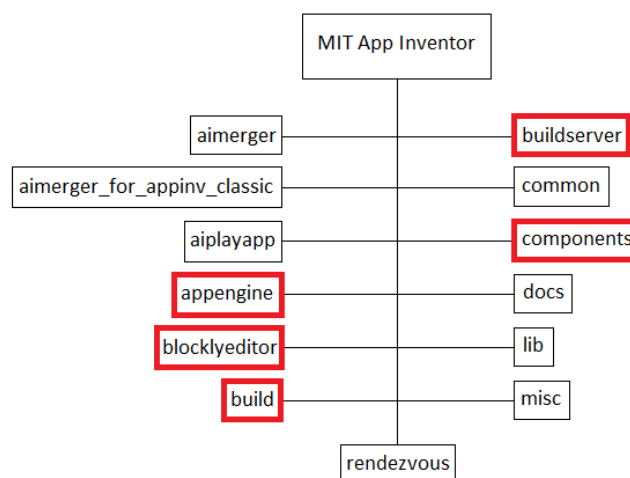 MIT App Inventor
aimerger
buildserver
aimerger_for_appinv_classic
common
aiplayapp
components
appengine
docs
blocklyeditor
lib
build
misc
rendezvous